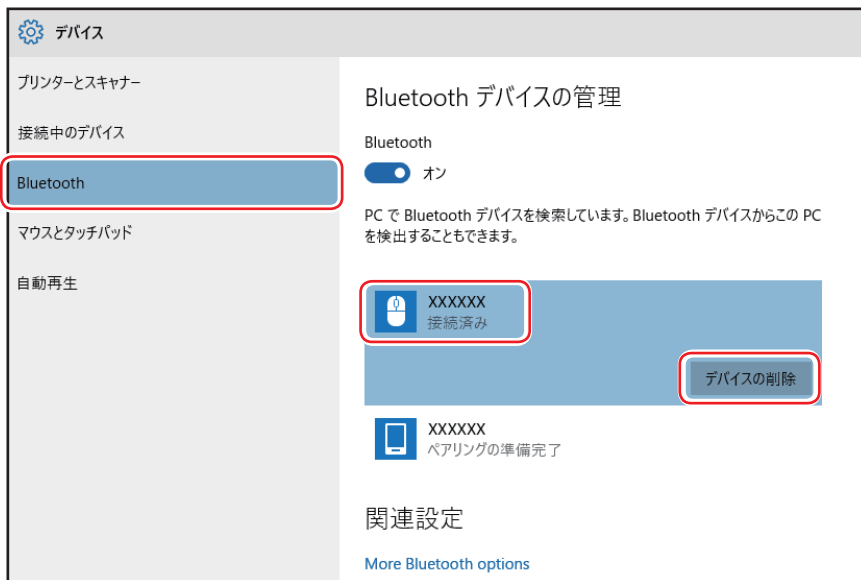 デバイス
プリンターとスキャナー
接続中のデバイス
Bluetooth
マウスとタッチパッド
自動再生
Bluetooth デバイスの管理
Bluetooth
オン
PC で Bluetooth デバイスを検索しています。Bluetooth デバイスからこの PC
を検出することもできます。
XXXXXX
接続済み
デバイスの削除
XXXXXX
ペアリングの準備完了
関連設定
More Bluetooth options